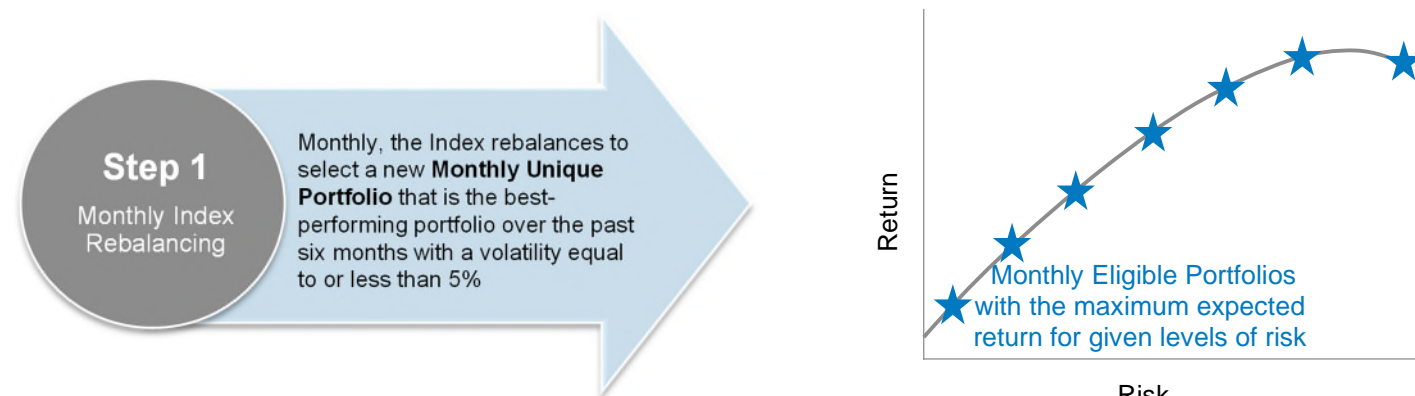 Step 1
Monthly Index
Rebalancing
Monthly, the Index rebalances to
select a new Monthly Unique
Portfolio that is the best-
performing portfolio over the past
six months with a volatility equal
to or less than 5%
Return
Monthly Eligible Portfolios
with the maximum expected
return for given levels of risk
Risk